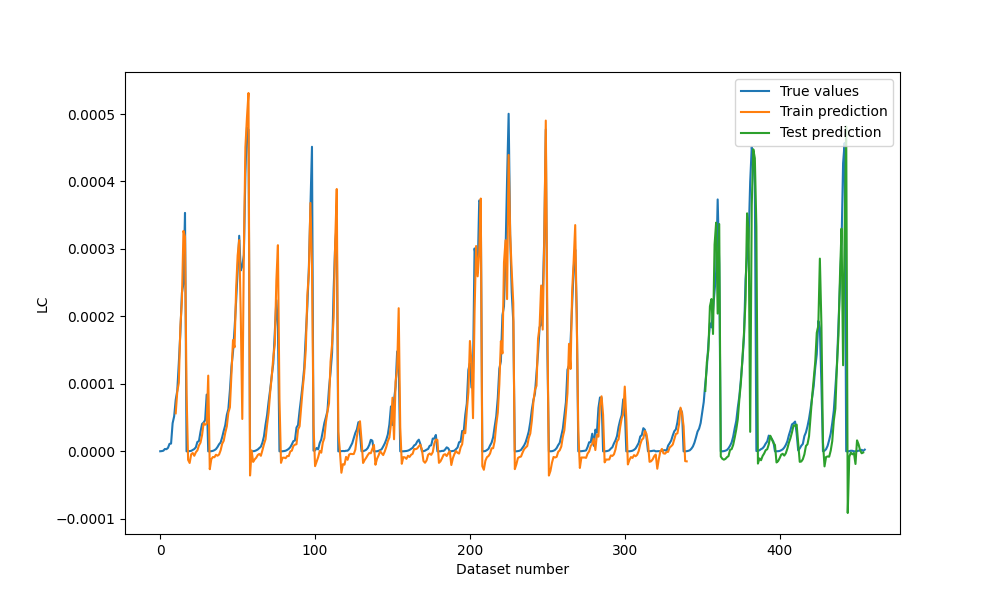 True values
Train prediction
Test prediction
0.0005
0.0004
0.0003
0.0002
0.0001
0.0000
−0.0001
LC
0
100
200
300
400
Dataset number